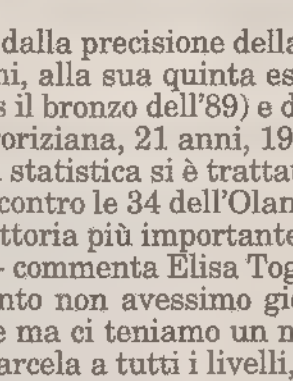 dalla precisione della
ni, alla sua quinta es
s il bronzo dell'89) e d
oriziana, 21 anni, 19
statistica si è tratta
contro le 34 dell'Olan
ttoria più importante
- commenta Elisa Tog
nto non avessimo gio
e ma ci teniamo un n
arcela a tutti i livelli,